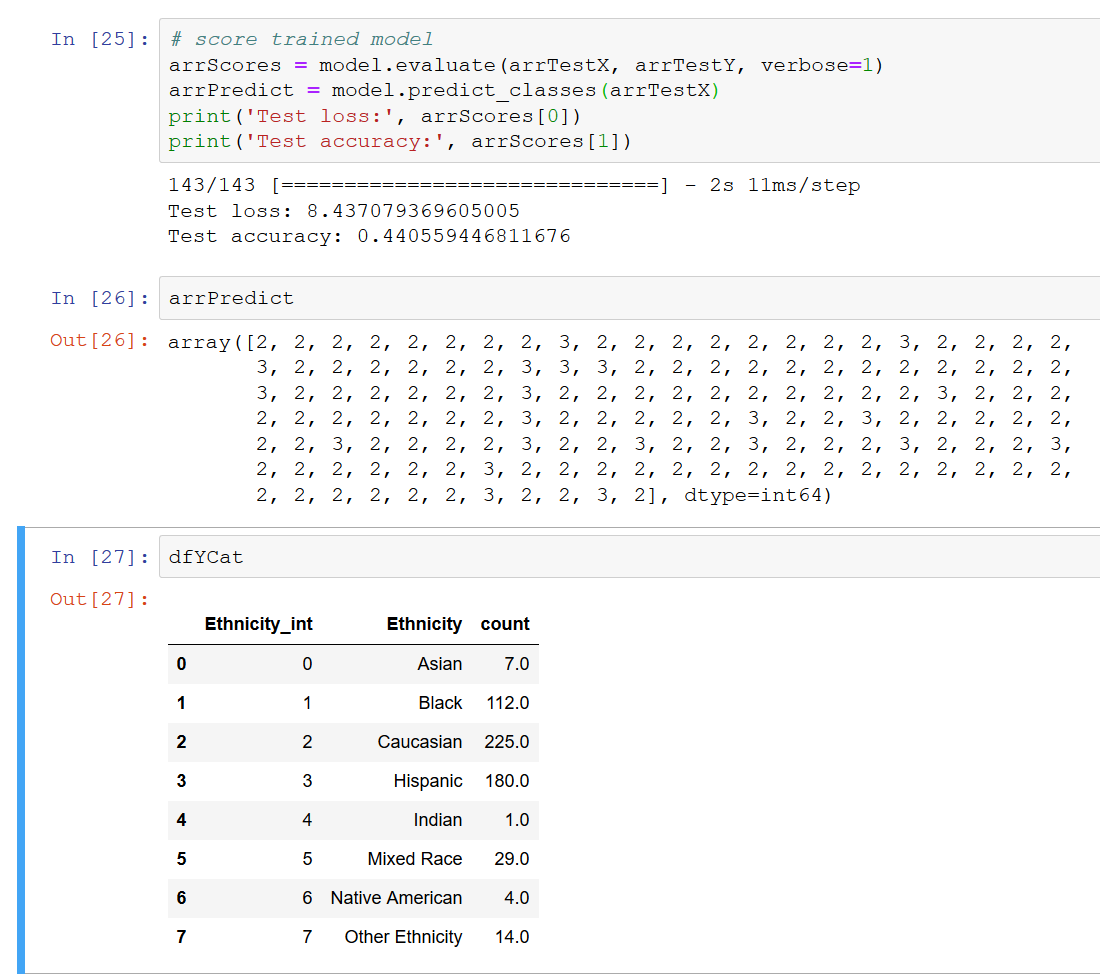 In [25]: # score trained model
arrScores = model.evaluate(arrTestX, arrTestY, verbose=1)
arrPredict = model.predict_classes(arrTestX)
print('Test loss:', arrScores[0])
print('Test accuracy:', arrScores[1])
143/143 [==============================] - 2s 11ms/step
Test loss: 8.437079369605005
Test accuracy: 0.440559446811676
In [26]: arrPredict
Out[26]: array([2, 2, 2, 2, 2, 2, 2, 2, 3, 2, 2, 2, 2, 2, 2, 2, 2, 3, 2, 2, 2, 2,
3, 2, 2, 2, 2, 2, 2, 3, 3, 3, 2, 2, 2, 2, 2, 2, 2, 2, 2, 2, 2, 2,
3, 2, 2, 2, 2, 2, 2, 3, 2, 2, 2, 2, 2, 2, 2, 2, 2, 2, 3, 2, 2, 2,
2, 2, 2, 2, 2, 2, 2, 3, 2, 2, 2, 2, 2, 3, 2, 2, 3, 2, 2, 2, 2, 2,
2, 2, 3, 2, 2, 2, 2, 3, 2, 2, 3, 2, 2, 3, 2, 2, 2, 3, 2, 2, 2, 3,
2, 2, 2, 2, 2, 2, 3, 2, 2, 2, 2, 2, 2, 2, 2, 2, 2, 2, 2, 2, 2, 2,
2, 2, 2, 2, 2, 2, 3, 2, 2, 3, 2], dtype=int64)
In [27]: dfYCat
Out[27]:
Ethnicity_int Ethnicity count
0 0 Asian 7.0
1 1 Black 112.0
2 2 Caucasian 225.0
3 3 Hispanic 180.0
4 4 Indian 1.0
5 5 Mixed Race 29.0
6 6 Native American 4.0
7 7 Other Ethnicity 14.0